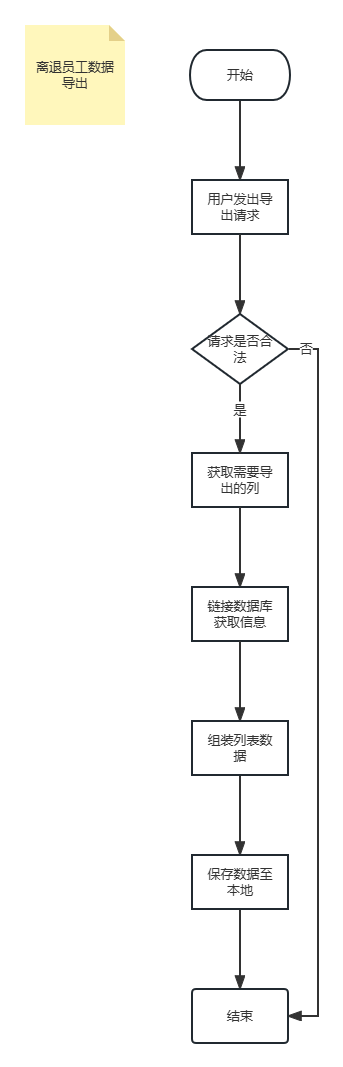 离退员工数据
导出
开始
用户发出导
出请求
请求是否合
法
否
是
获取需要导
出的列
链接数据库
获取信息
组装列表数
据
保存数据至
本地
结束